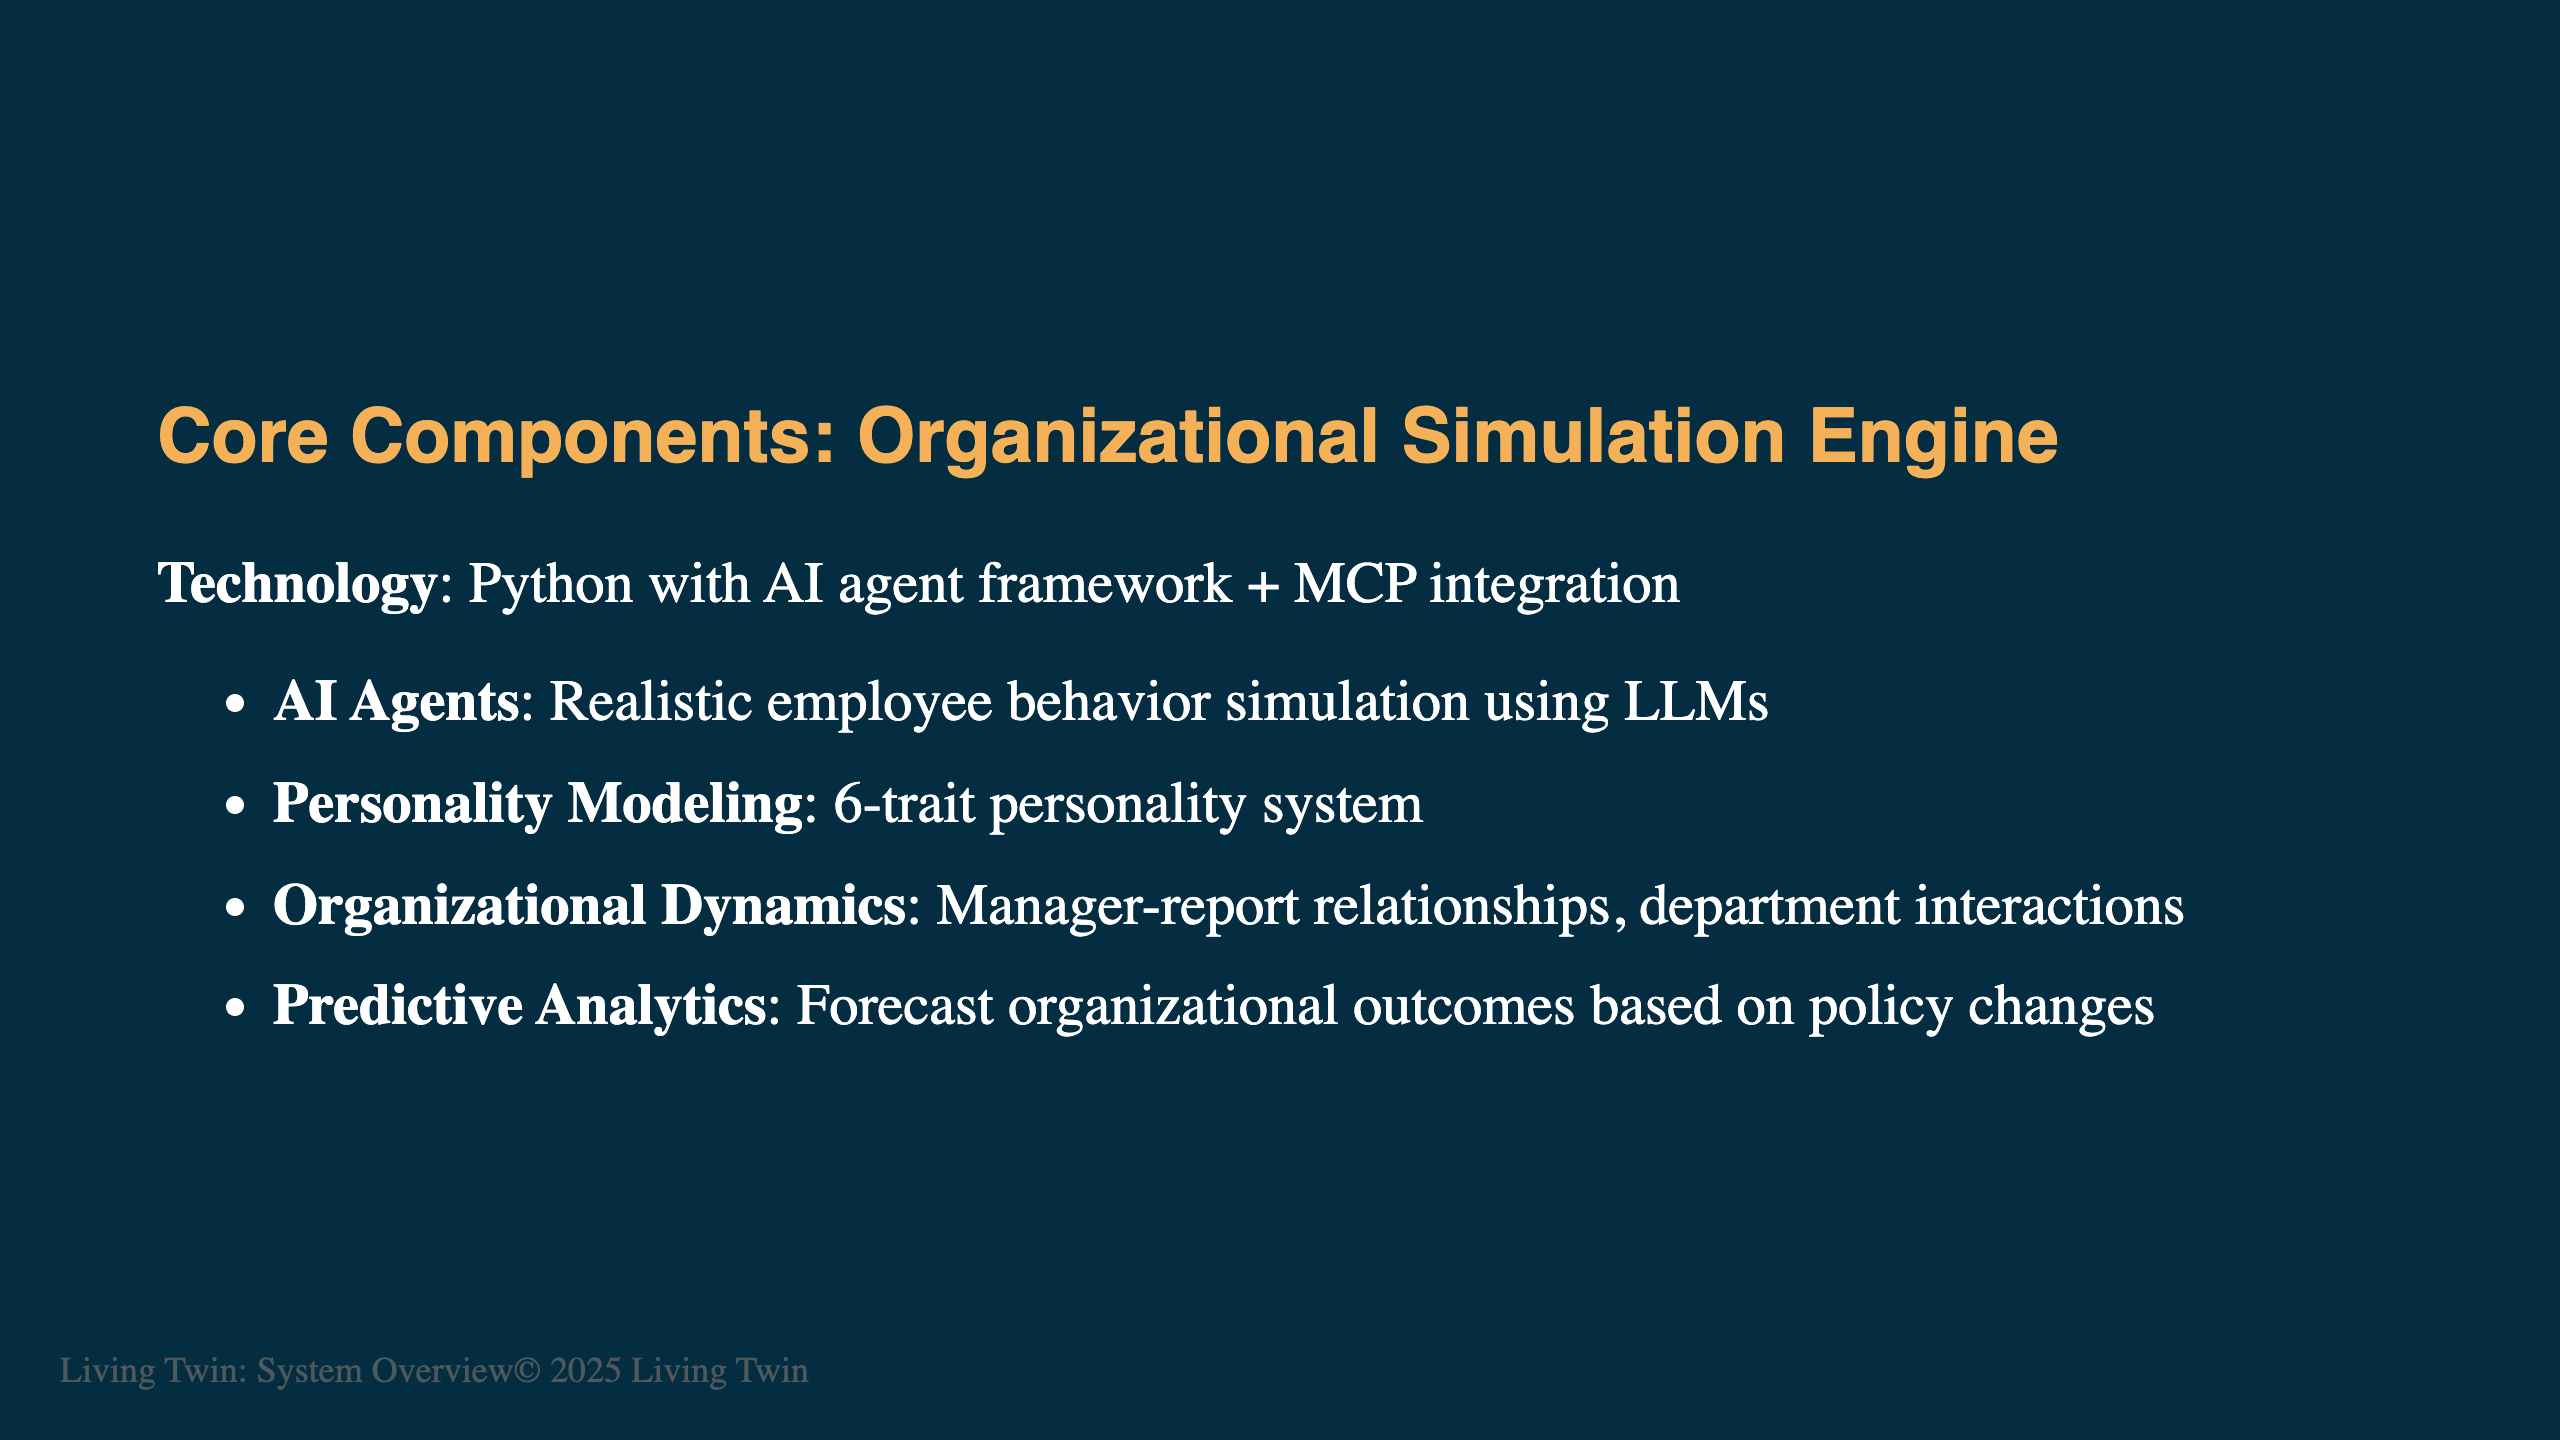 Core Components: Organizational Simulation Engine
Technology: Python with AI agent framework + MCP integration
• AI Agents: Realistic employee behavior simulation using LLMs
• Personality Modeling: 6-trait personality system
• Organizational Dynamics: Manager-report relationships, department interactions
• Predictive Analytics: Forecast organizational outcomes based on policy changes
Living Twin: System Overview© 2025 Living Twin